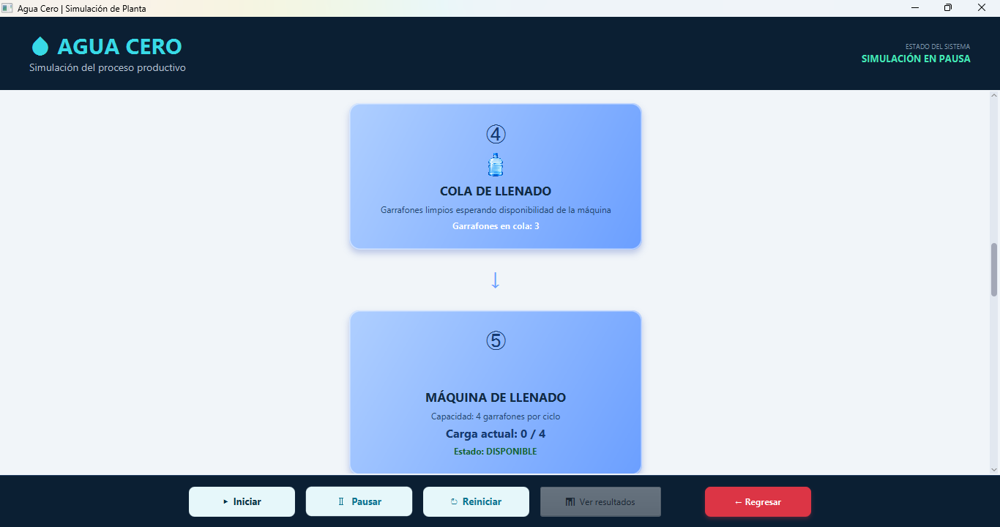 Agua Cero | Simulación de Planta
AGUA CERO
Simulación del proceso productivo
ESTADO DEL SISTEMA
SIMULACIÓN EN PAUSA
④
COLA DE LLENADO
Garrafones limpios esperando disponibilidad de la máquina
Garrafones en cola: 3
↓
⑤
MÁQUINA DE LLENADO
Capacidad: 4 garrafones por ciclo
Carga actual: 0 / 4
Estado: DISPONIBLE
Iniciar
Pausar
Reiniciar
Ver resultados
← Regresar